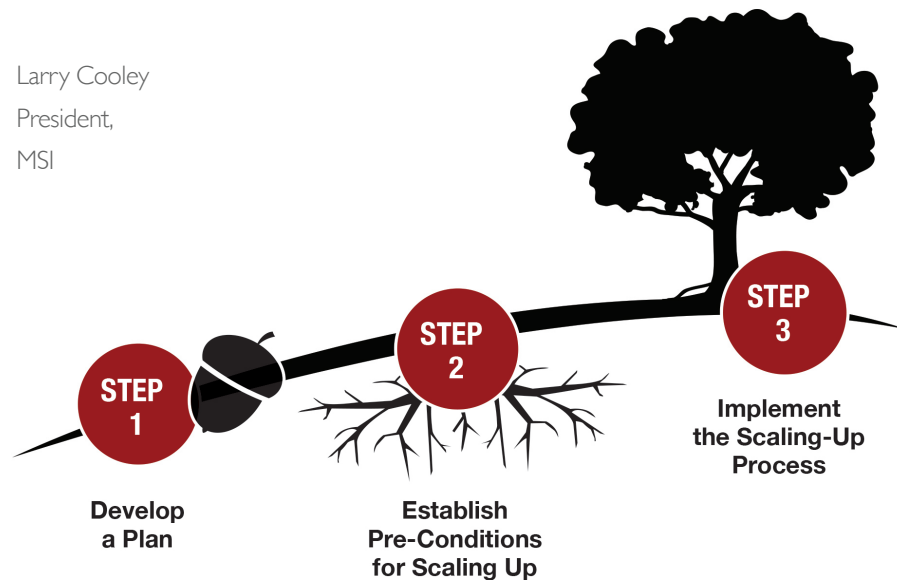 Larry Cooley
President,
MSI
STEP
1
Develop
a Plan
STEP
2
Establish
Pre-Conditions
for Scaling Up
STEP
3
Implement
the Scaling-Up
Process